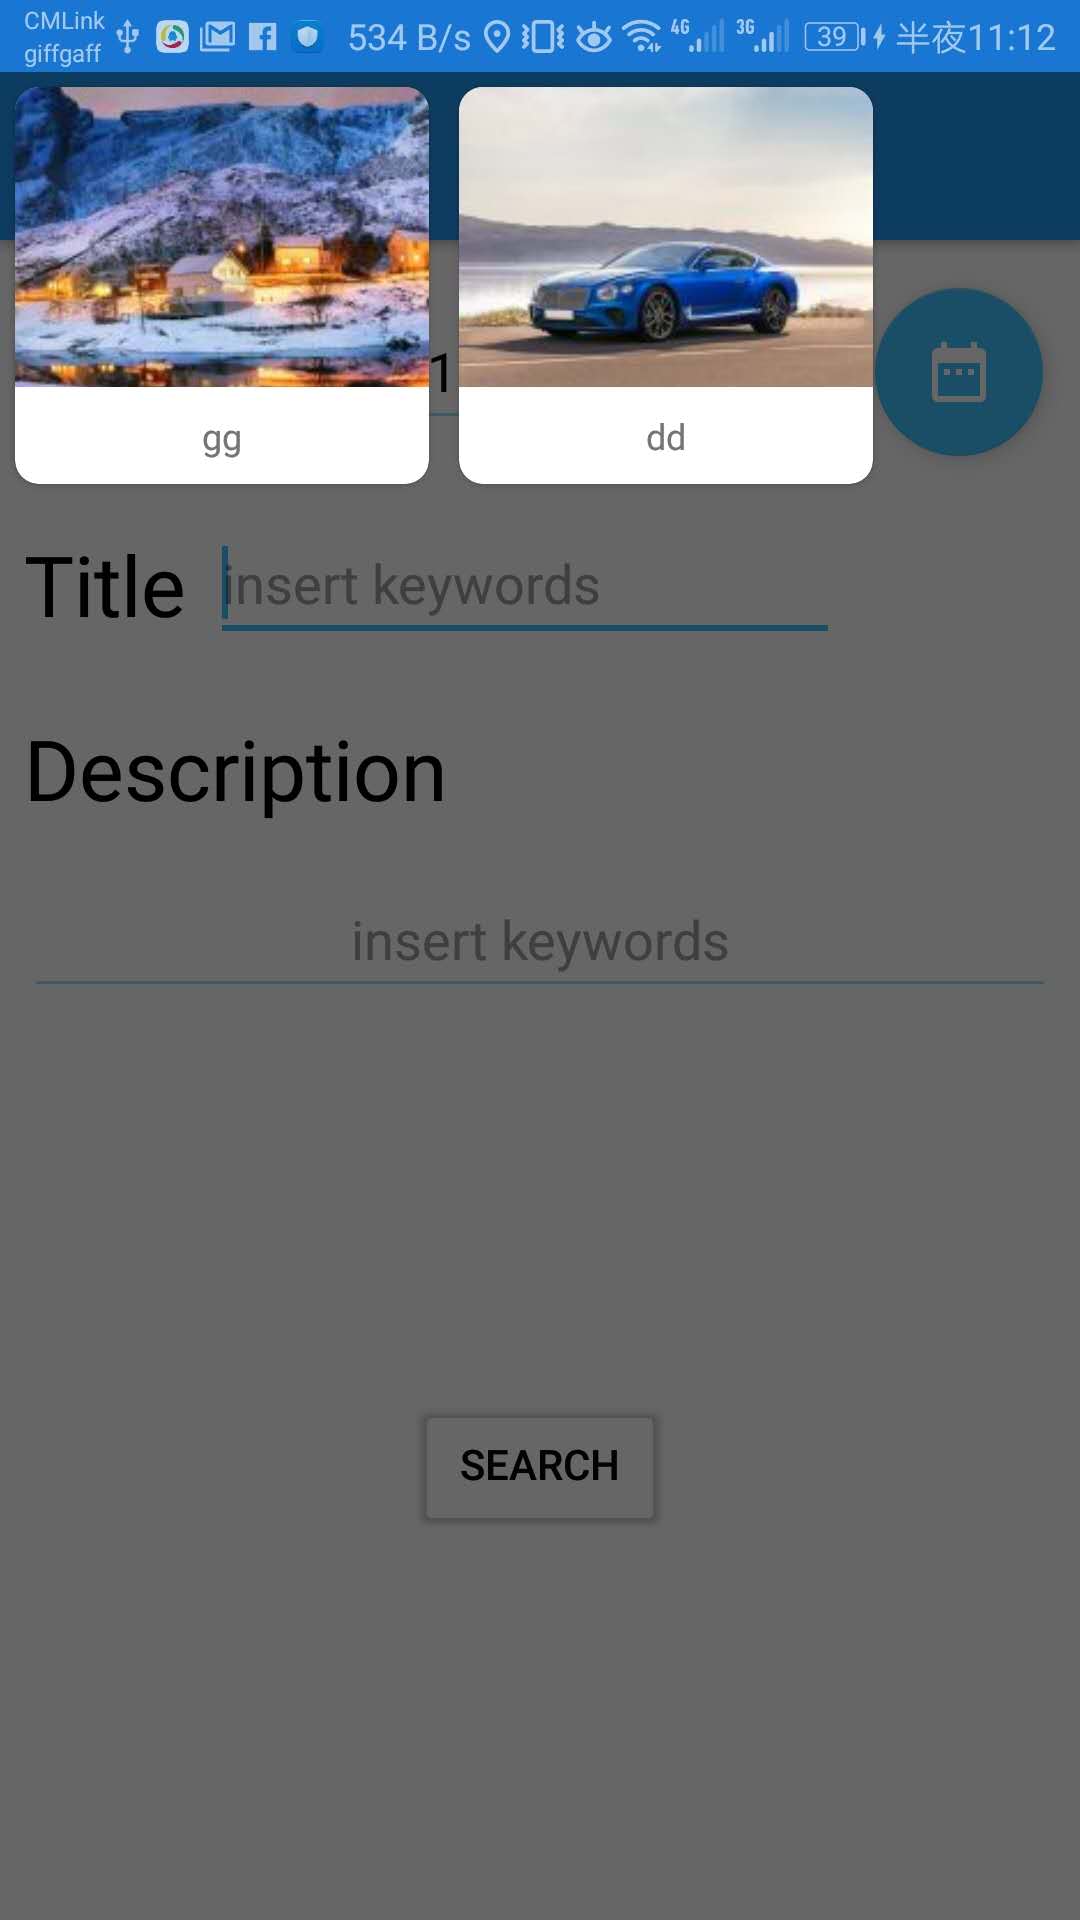 CMLink
giffgaff
534 B/s
4G
3G
39
半夜11:12
gg
dd
1
Title
insert keywords
Description
insert keywords
SEARCH